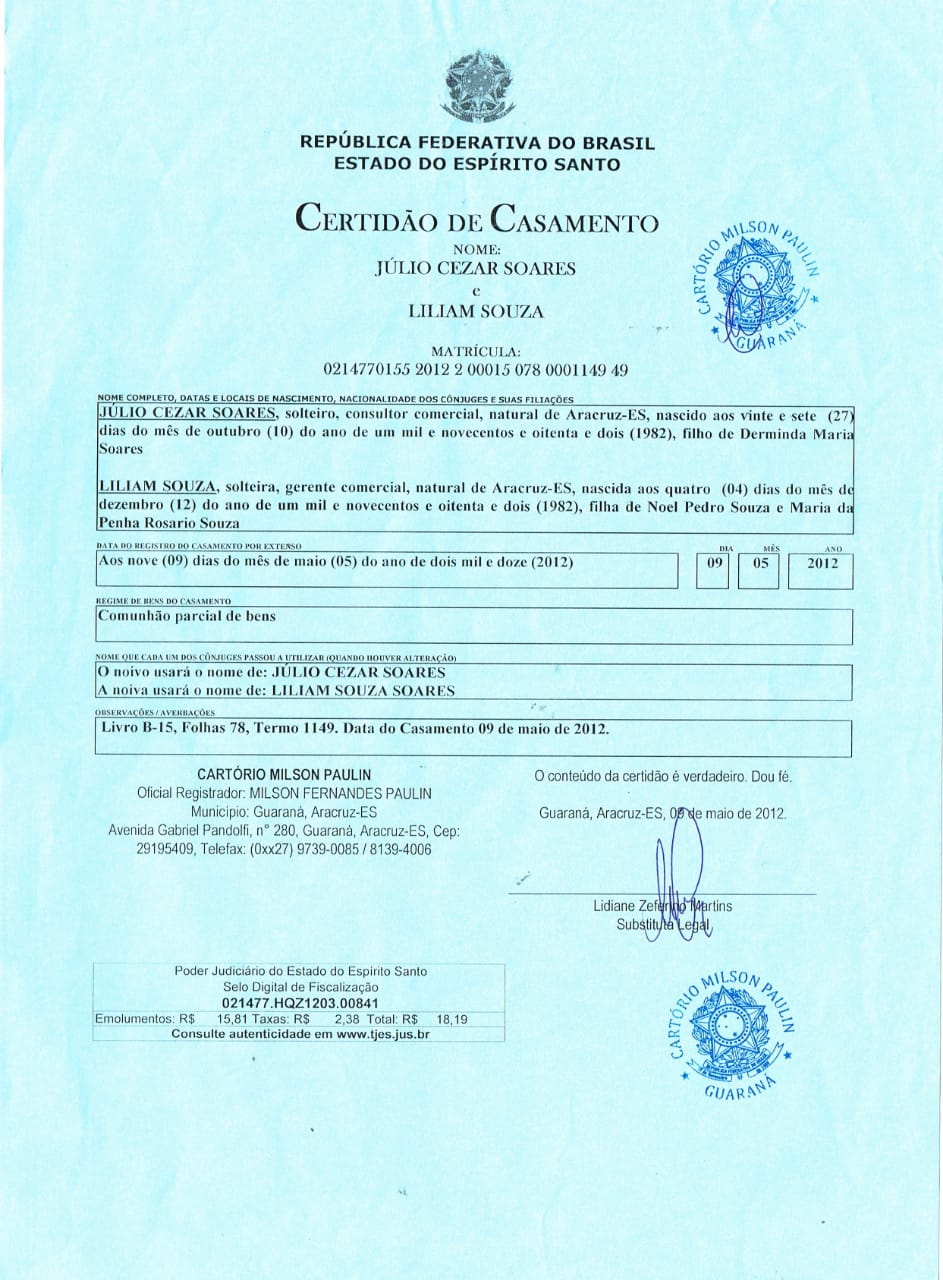 REPÚBLICA FEDERATIVA DO BRASIL
ESTADO DO ESPÍRITO SANTO
CERTIDÃO DE CASAMENTO
NOME:
JÚLIO CEZAR SOARES
e
LILIAM SOUZA
CARTÓRIO MILSON PAULIN
GUARANÁ
MATRÍCULA:
0214770155 2012 2 00015 078 0001149 49
NOME COMPLETO, DATAS E LOCAIS DE NASCIMENTO, NACIONALIDADE DOS CÔNJUGES E SUAS FILIAÇÕES
JÚLIO CEZAR SOARES, solteiro, consultor comercial, natural de Aracruz-ES, nascido aos vinte e sete (27)
dias do mês de outubro (10) do ano de um mil e novecentos e oitenta e dois (1982), filho de Derminda Maria
Soares
LILIAM SOUZA, solteira, gerente comercial, natural de Aracruz-ES, nascida aos quatro (04) dias do mês de
dezembro (12) do ano de um mil e novecentos e oitenta e dois (1982), filha de Noel Pedro Souza e Maria da
Penha Rosario Souza
DATA DO REGISTRO DO CASAMENTO POR EXTENSO DIA MÊS ANO
Aos nove (09) dias do mês de maio (05) do ano de dois mil e doze (2012) 09 05 2012
REGIME DE BENS DO CASAMENTO
Comunhão parcial de bens
NOME QUE CADA UM DOS CÔNJUGES PASSOU A UTILIZAR (QUANDO HOUVER ALTERAÇÃO)
O noivo usará o nome de: JÚLIO CEZAR SOARES
A noiva usará o nome de: LILIAM SOUZA SOARES
OBSERVAÇÕES / AVERBAÇÕES
Livro B-15, Folhas 78, Termo 1149. Data do Casamento 09 de maio de 2012.
CARTÓRIO MILSON PAULIN
Oficial Registrador: MILSON FERNANDES PAULIN
Município: Guaraná, Aracruz-ES
Avenida Gabriel Pandolfi, n° 280, Guaraná, Aracruz-ES, Cep:
29195409, Telefax: (0xx27) 9739-0085 / 8139-4006
O conteúdo da certidão é verdadeiro. Dou fé.
Guaraná, Aracruz-ES, 09 de maio de 2012.
Lidiane Zeferino Martins
Substituta Legal
Poder Judiciário do Estado do Espírito Santo
Selo Digital de Fiscalização
021477.HQZ1203.00841
Emolumentos: R$ 15,81 Taxas: R$ 2,38 Total: R$ 18,19
Consulte autenticidade em www.tjes.jus.br
CARTÓRIO MILSON PAULIN
GUARANÁ